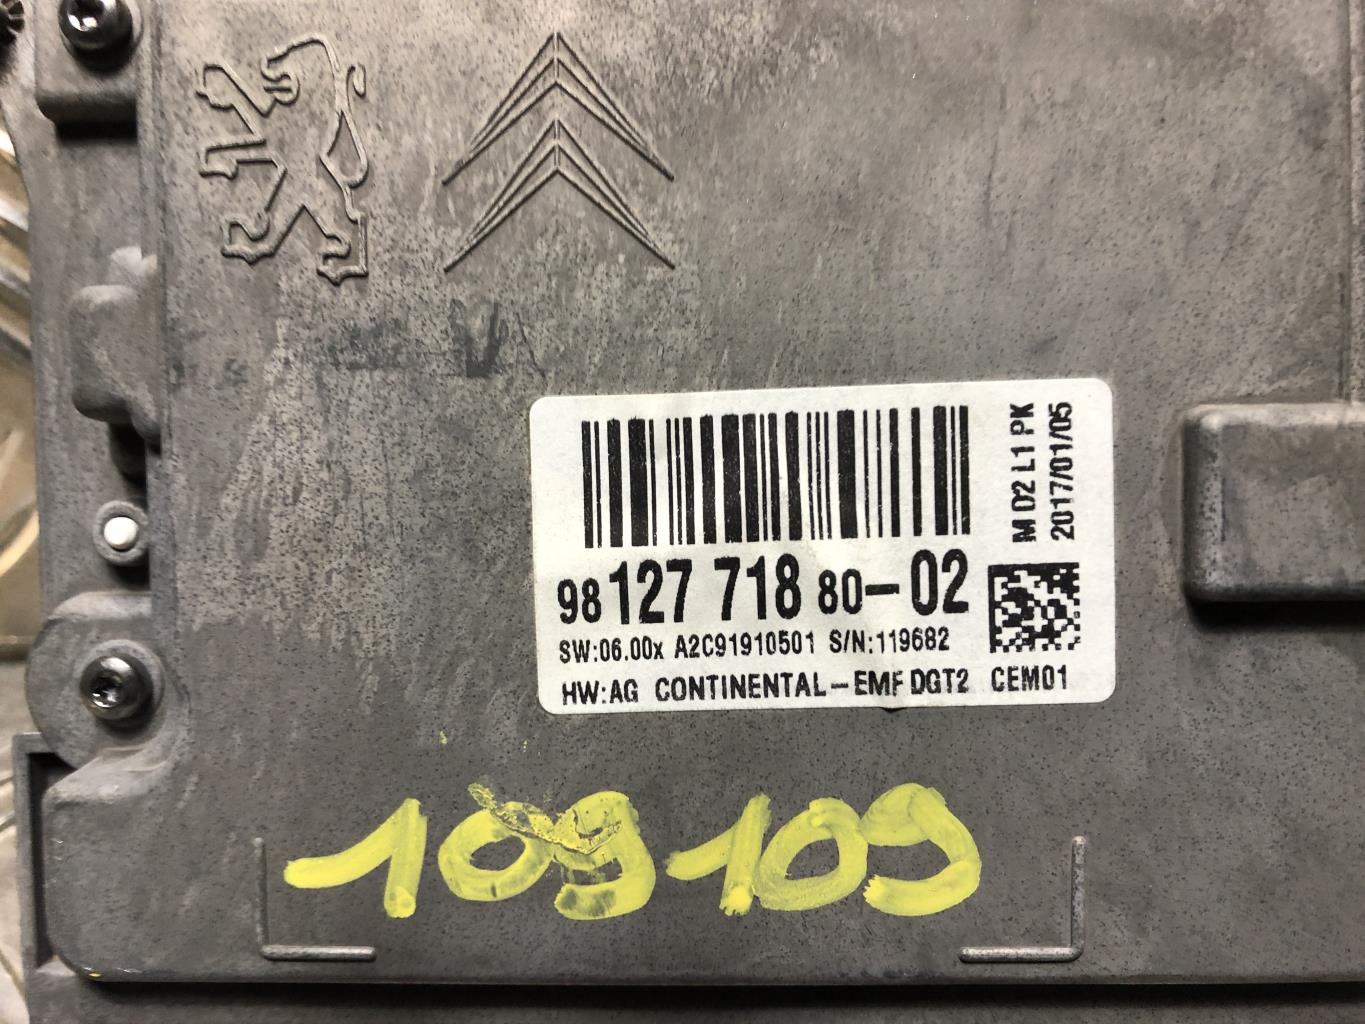 M D2 L1 PK
2017/01/05
98 127 718 80-02
SW:06.00x A2C91910501 S/N:119682
HW:AG CONTINENTAL-EMF DGT2 CEM01
109109